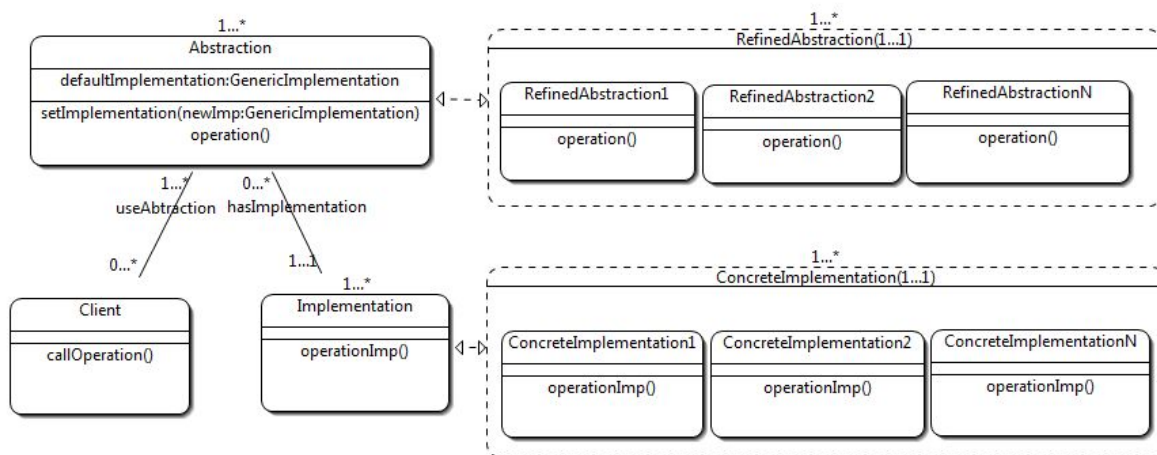 1...*
Abstraction
defaultImplementation:GenericImplementation
setImplementation(newImp:GenericImplementation)
operation()
1...*
RefinedAbstraction(1...1)
RefinedAbstraction1
operation()
RefinedAbstraction2
operation()
RefinedAbstractionN
operation()
1...*
useAbtraction
0...*
0...*
hasImplementation
1...1
1...*
Client
callOperation()
Implementation
operationImp()
1...*
ConcreteImplementation(1...1)
ConcreteImplementation1
operationImp()
ConcreteImplementation2
operationImp()
ConcreteImplementationN
operationImp()